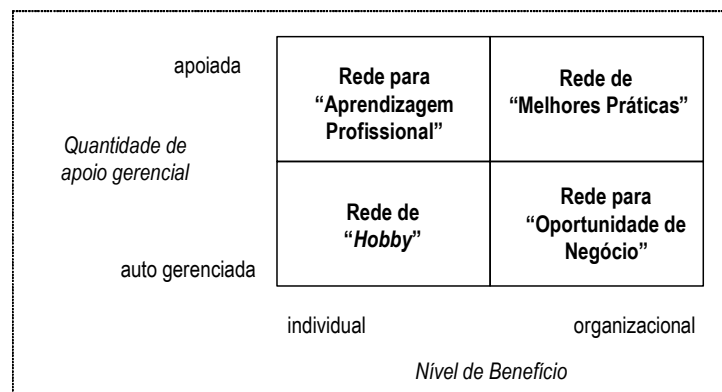 apoiada
Rede para
“Aprendizagem
Profissional”
Rede de
“Melhores Práticas”
Quantidade de
apoio gerencial
Rede de
“Hobby”
Rede para
“Oportunidade de
Negócio”
auto gerenciada
individual
organizacional
Nível de Benefício